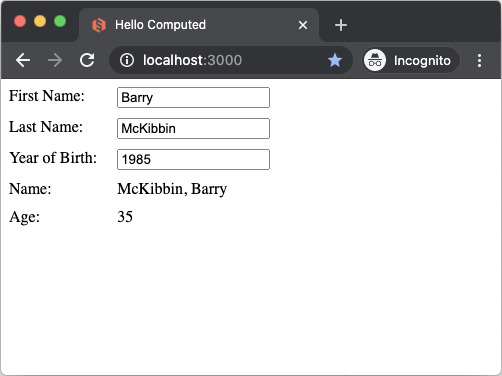 Hello Computed
localhost:3000
Incognito
First Name: Barry
Last Name: McKibbin
Year of Birth: 1985
Name: McKibbin, Barry
Age: 35